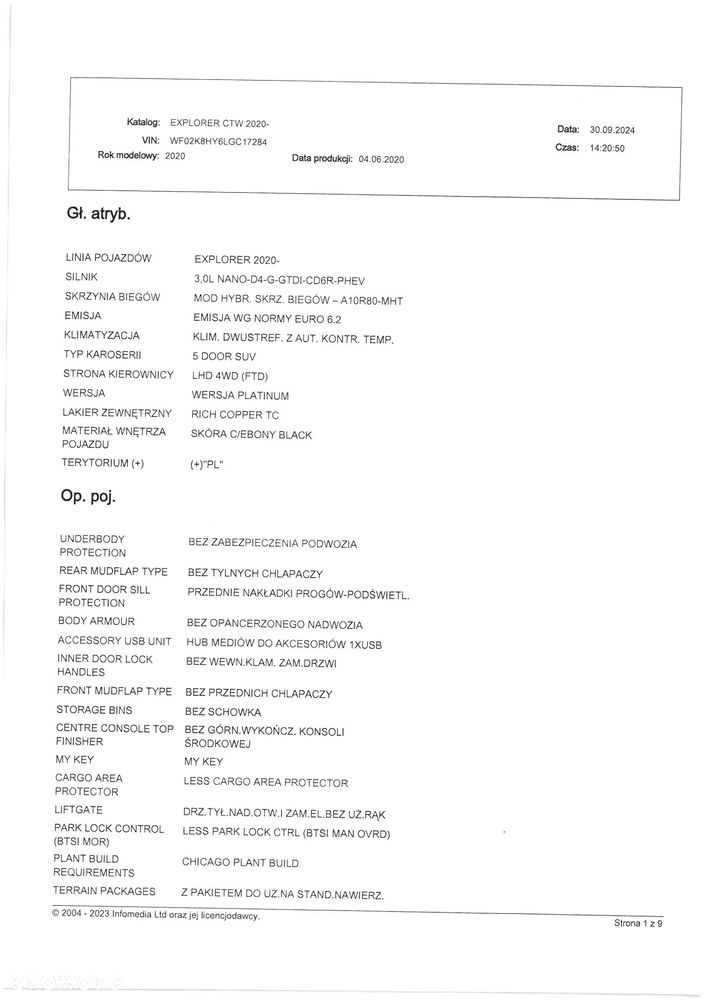 Katalog: EXPLORER CTW 2020-
VIN: WF02K8HY6LGC17284
Rok modelowy: 2020
Data produkcji: 04.06.2020
Data: 30.09.2024
Czas: 14:20:50
Gł. atryb.
LINIA POJAZDÓW EXPLORER 2020-
SILNIK 3,0L NANO-D4-G-GTDI-CD6R-PHEV
SKRZYNIA BIEGÓW MOD HYBR. SKRZ. BIEGÓW – A10R80-MHT
EMISJA EMISJA WG NORMY EURO 6.2
KLIMATYZACJA KLIM. DWUSTREF. Z AUT. KONTR. TEMP.
TYP KAROSERII 5 DOOR SUV
STRONA KIEROWNICY LHD 4WD (FTD)
WERSJA WERSJA PLATINUM
LAKIER ZEWNĘTRZNY RICH COPPER TC
MATERIAŁ WNĘTRZA SKÓRA C/EBONY BLACK
POJAZDU
TERYTORIUM (+) (+)"PL"
Op. poj.
UNDERBODY BEZ ZABEZPIECZENIA PODWOZIA
PROTECTION
REAR MUDFLAP TYPE BEZ TYLNYCH CHLAPACZY
FRONT DOOR SILL PRZEDNIE NAKŁADKI PROGÓW-PODŚWIETL.
PROTECTION
BODY ARMOUR BEZ OPANCERZONEGO NADWOZIA
ACCESSORY USB UNIT HUB MEDIÓW DO AKCESORIÓW 1XUSB
INNER DOOR LOCK BEZ WEWN.KLAM. ZAM.DRZWI
HANDLES
FRONT MUDFLAP TYPE BEZ PRZEDNICH CHLAPACZY
STORAGE BINS BEZ SCHOWKA
CENTRE CONSOLE TOP BEZ GÓRN.WYKOŃCZ. KONSOLI
FINISHER ŚRODKOWEJ
MY KEY MY KEY
CARGO AREA LESS CARGO AREA PROTECTOR
PROTECTOR
LIFTGATE DRZ.TYŁ.NAD.OTW.I ZAM.EL.BEZ UŻ.RĄK
PARK LOCK CONTROL LESS PARK LOCK CTRL (BTSI MAN OVRD)
(BTSI MOR)
PLANT BUILD CHICAGO PLANT BUILD
REQUIREMENTS
TERRAIN PACKAGES Z PAKIETEM DO UŻ.NA STAND.NAWIERZ.
© 2004 - 2023 Infomedia Ltd oraz jej licencjodawcy.
Strona 1 z 9